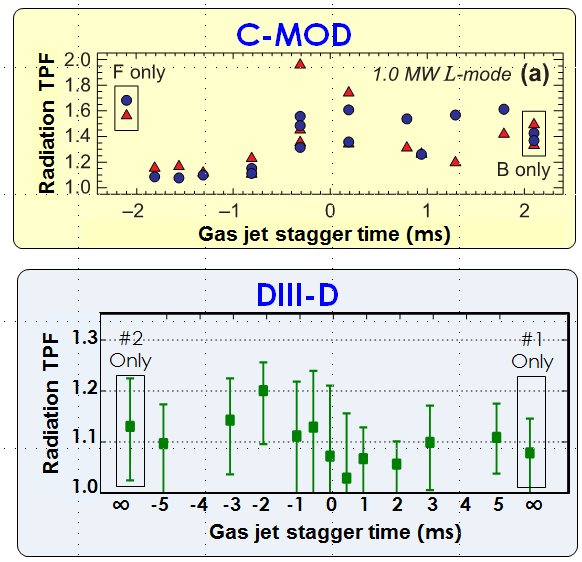 C-MOD
Radiation TPF
2.0
1.8
1.6
1.4
1.2
1.0
F only
1.0 MW L-mode (a)
B only
−2 −1 0 1 2
Gas jet stagger time (ms)
DIII-D
Radiation TPF
1.3
1.2
1.1
1.0
#2
Only
#1
Only
∞ -5 -4 -3 -2 -1 0 1 2 3 4 5 ∞
Gas jet stagger time (ms)